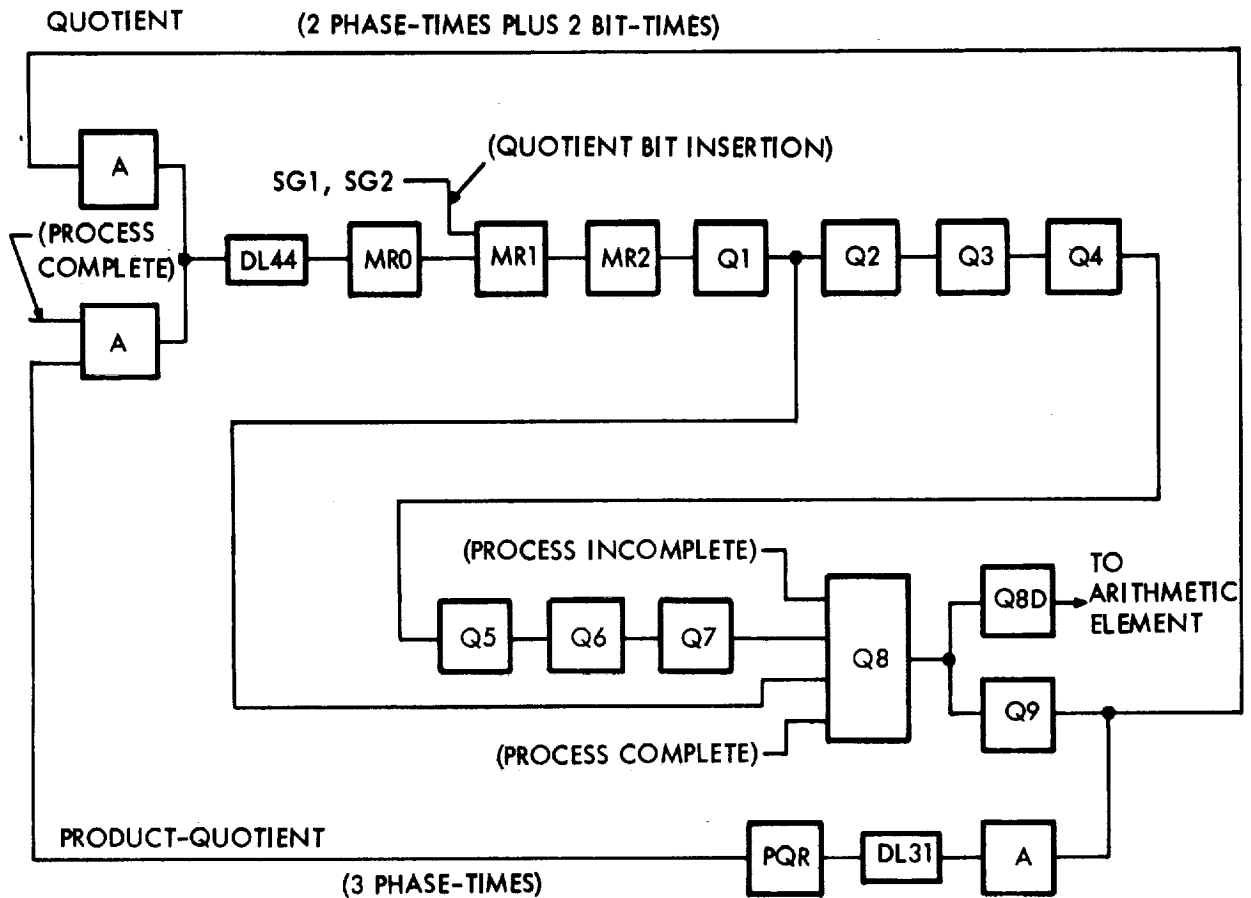 QUOTIENT (2 PHASE-TIMES PLUS 2 BIT-TIMES)
A
(QUOTIENT BIT INSERTION)
SG1, SG2
(PROCESS
COMPLETE)
DL44 MR0 MR1 MR2 Q1 Q2 Q3 Q4
A
(PROCESS INCOMPLETE)
Q8D
TO
ARITHMETIC
ELEMENT
Q5 Q6 Q7 Q8
Q9
(PROCESS COMPLETE)
PRODUCT-QUOTIENT
PQR DL31 A
(3 PHASE-TIMES)